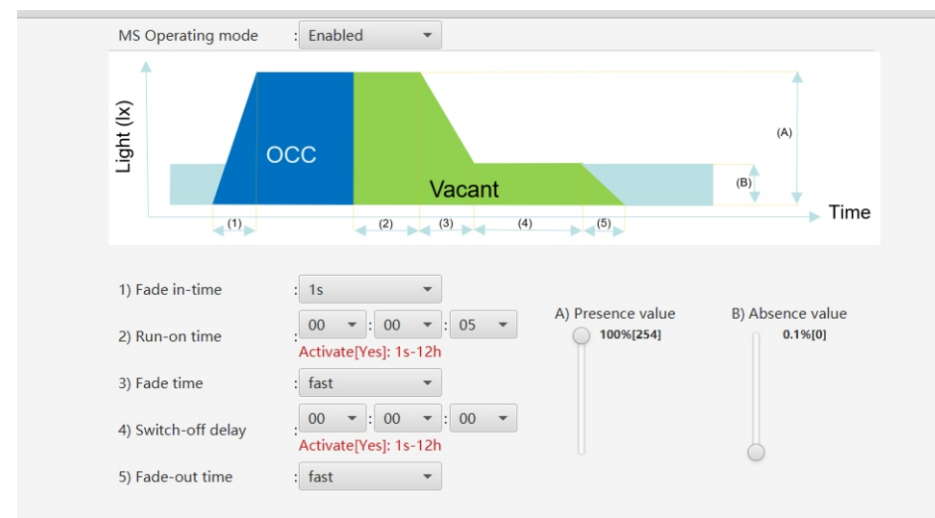 MS Operating mode : Enabled
Light (lx)
OCC
Vacant
(A)
(B)
Time
(1) (2) (3) (4) (5)
1) Fade in-time : 1s
2) Run-on time : 00 : 00 : 05
Activate[Yes]: 1s-12h
3) Fade time : fast
4) Switch-off delay : 00 : 00 : 00
Activate[Yes]: 1s-12h
5) Fade-out time : fast
A) Presence value
100%[254]
B) Absence value
0.1%[0]